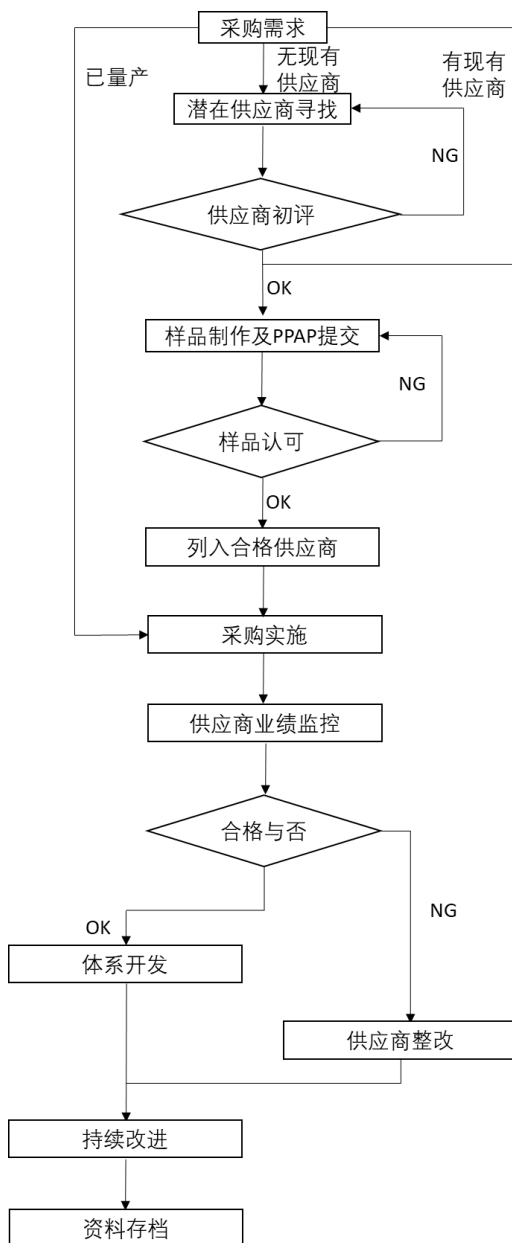 采购需求
已量产
无现有
供应商
有现有
供应商
潜在供应商寻找
NG
供应商初评
OK
样品制作及PPAP提交
NG
样品认可
OK
列入合格供应商
采购实施
供应商业绩监控
合格与否
NG
OK
体系开发
供应商整改
持续改进
资料存档